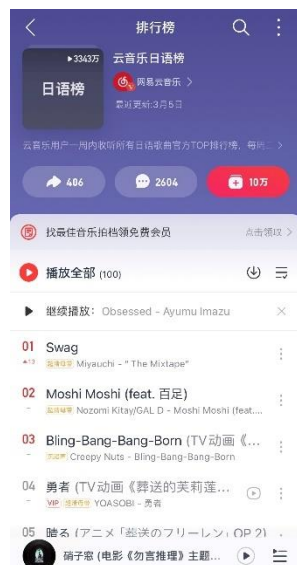 排行榜
▶3343万
云音乐日语榜
日语榜
网易云音乐 >
最近更新:3月5日
云音乐用户一周内收听所有日语歌曲官方TOP排行榜，每周... >
406
2604
10万
找最佳音乐拍档领免费会员
点击领取 >
播放全部 (100)
继续播放: Obsessed - Ayumu Imazu
01 Swag
▲13 Miyauchi - " The Mixtape"
02 Moshi Moshi (feat. 百足)
- Nozomi Kitay/GAL D - Moshi Moshi (feat....
03 Bling-Bang-Bang-Born (TV动画《...
- Creepy Nuts - Bling-Bang-Bang-Born
04 勇者 (TV动画《葬送的芙莉莲...
- VIP YOASOBI - 勇者
05 晴る (アニメ「葬送のフリーレン」OP 2)
硝子窓 (电影《勿言推理》主题...